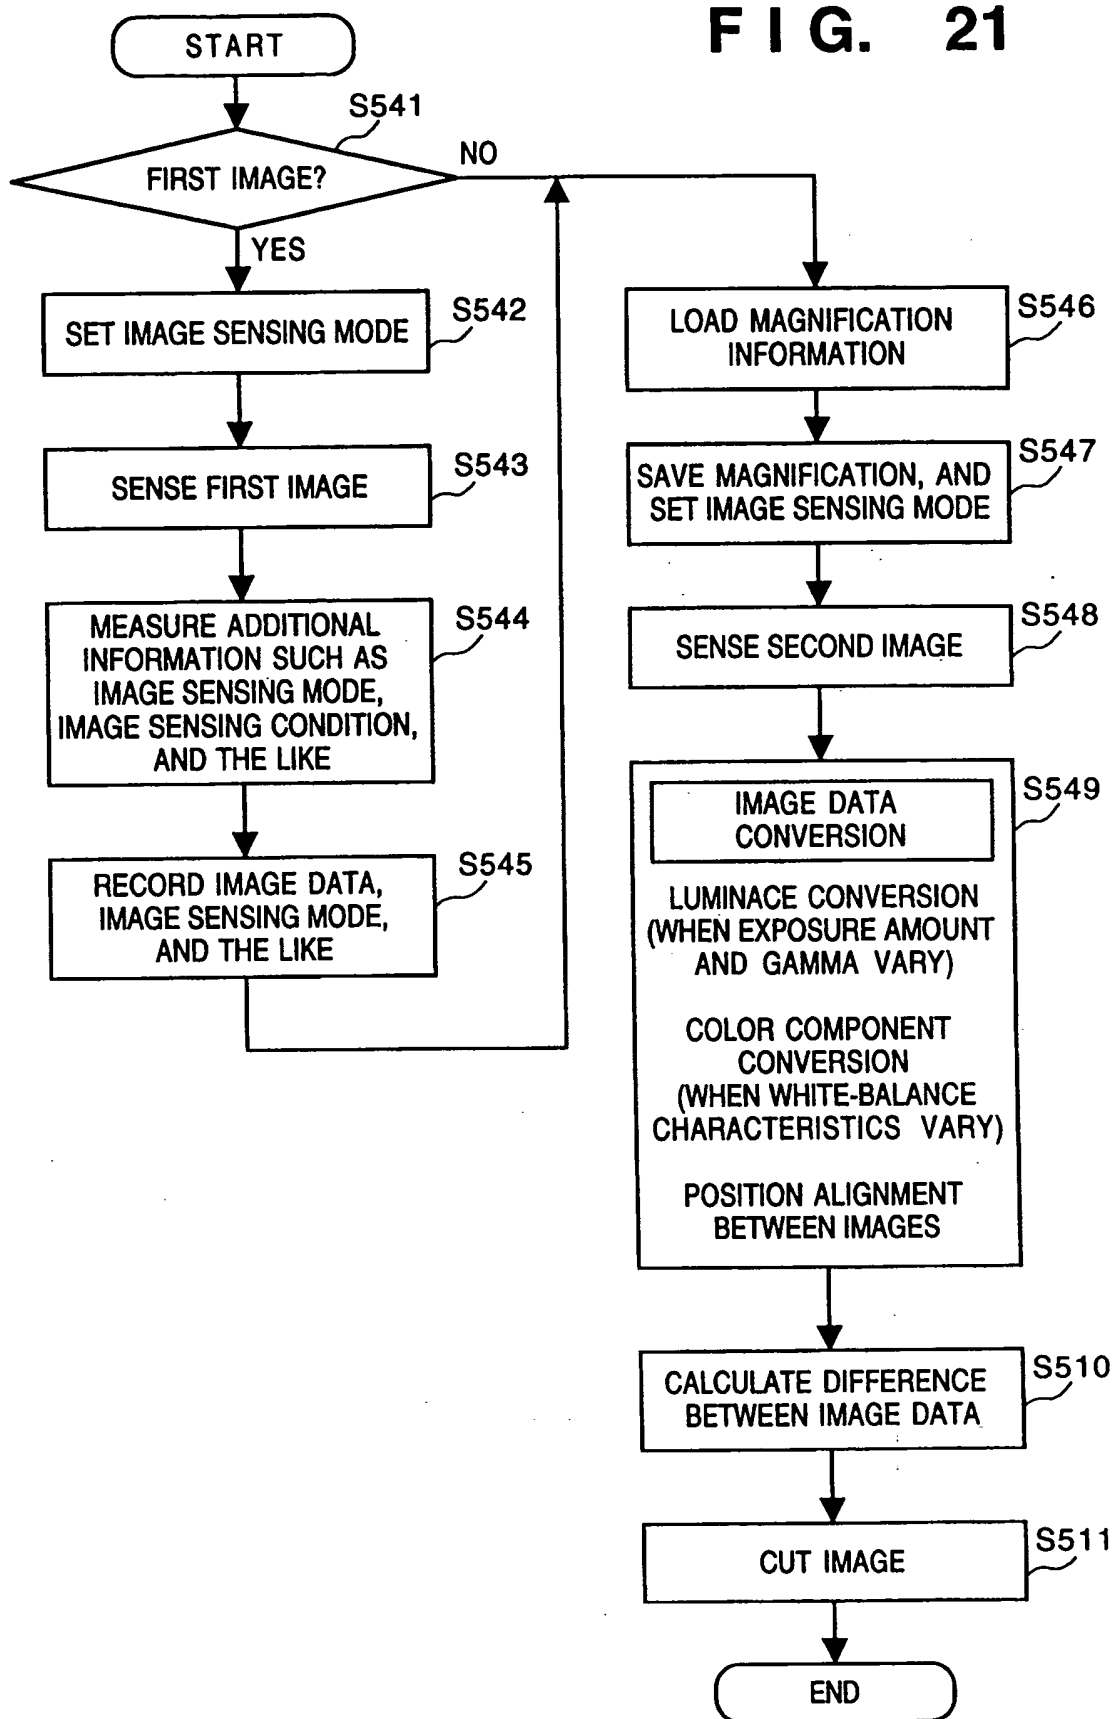 FIG. 21
START
S541
FIRST IMAGE?
NO
YES
S542
SET IMAGE SENSING MODE
S543
SENSE FIRST IMAGE
S544
MEASURE ADDITIONAL
INFORMATION SUCH AS
IMAGE SENSING MODE,
IMAGE SENSING CONDITION,
AND THE LIKE
S545
RECORD IMAGE DATA,
IMAGE SENSING MODE,
AND THE LIKE
S546
LOAD MAGNIFICATION
INFORMATION
S547
SAVE MAGNIFICATION, AND
SET IMAGE SENSING MODE
S548
SENSE SECOND IMAGE
S549
IMAGE DATA
CONVERSION
LUMINACE CONVERSION
(WHEN EXPOSURE AMOUNT
AND GAMMA VARY)
COLOR COMPONENT
CONVERSION
(WHEN WHITE-BALANCE
CHARACTERISTICS VARY)
POSITION ALIGNMENT
BETWEEN IMAGES
S510
CALCULATE DIFFERENCE
BETWEEN IMAGE DATA
S511
CUT IMAGE
END